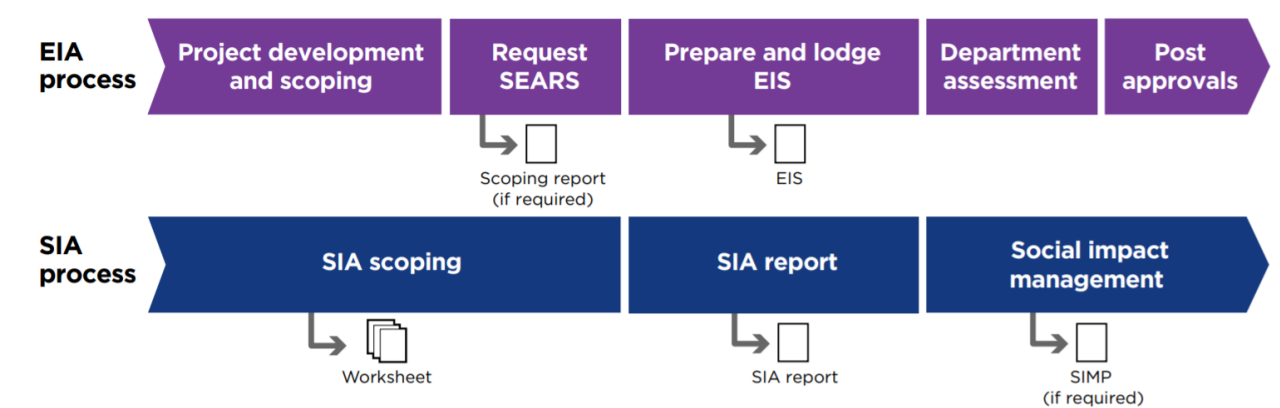 EIA
process
Project development
and scoping
Request
SEARS
Prepare and lodge
EIS
Department
assessment
Post
approvals
Scoping report
(if required)
EIS
SIA
process
SIA scoping
SIA report
Social impact
management
Worksheet
SIA report
SIMP
(if required)